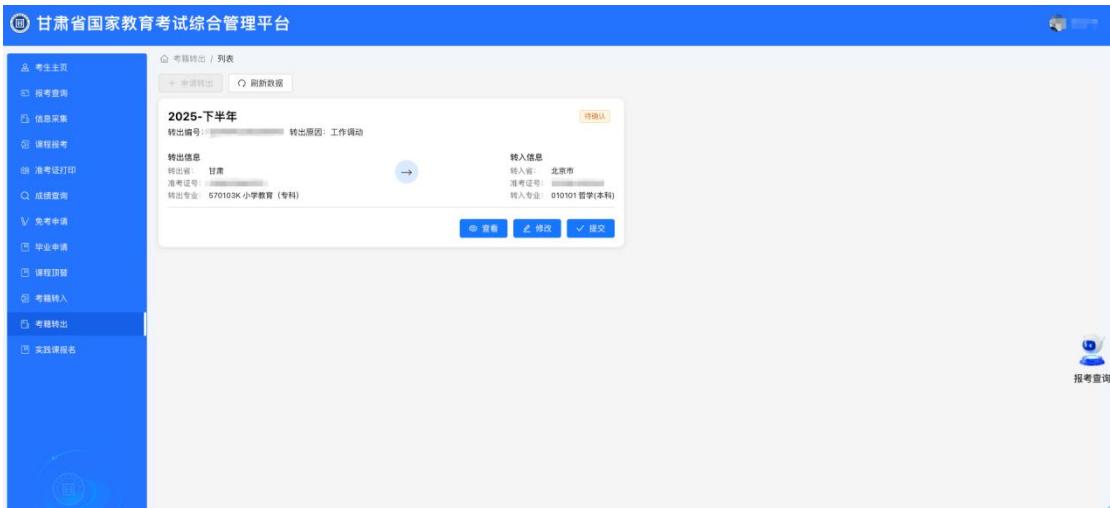 甘肃省国家教育考试综合管理平台
考生主页
报考查询
信息采集
课程报考
准考证打印
成绩查询
免考申请
毕业申请
课程顶替
考籍转入
考籍转出
实践课报名
考籍转出 / 列表
+ 申请转出 刷新数据
2025-下半年 待确认
转出编号: 转出原因: 工作调动
转出信息
转出省: 甘肃
准考证号:
转出专业: 570103K 小学教育（专科）
→
转入信息
转入省: 北京市
准考证号:
转入专业: 010101 哲学(本科)
查看 修改 提交
报考查询